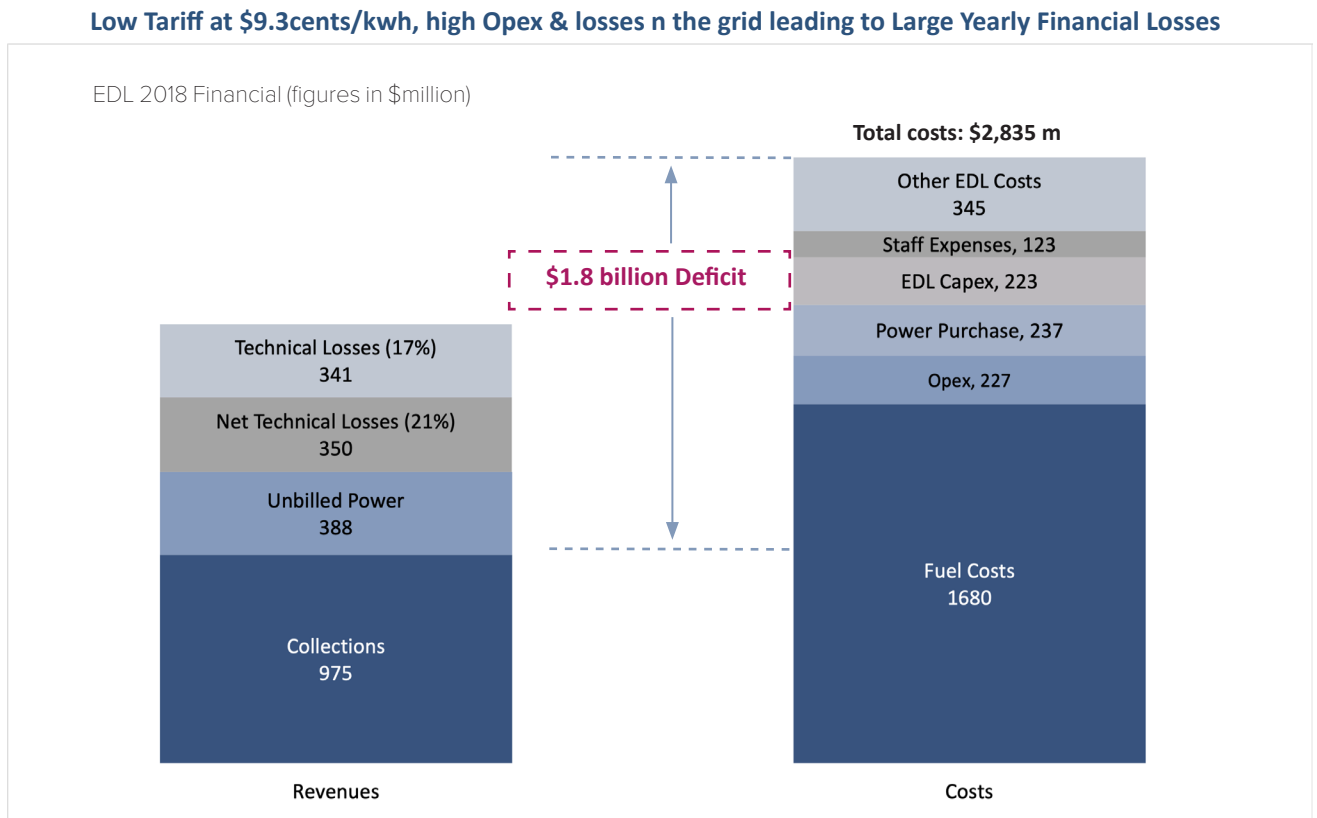 Low Tariff at $9.3cents/kwh, high Opex & losses n the grid leading to Large Yearly Financial Losses
EDL 2018 Financial (figures in $million)
Total costs: $2,835 m
Other EDL Costs
345
Staff Expenses, 123
$1.8 billion Deficit
EDL Capex, 223
Power Purchase, 237
Technical Losses (17%)
341
Opex, 227
Net Technical Losses (21%)
350
Unbilled Power
388
Fuel Costs
1680
Collections
975
Revenues
Costs